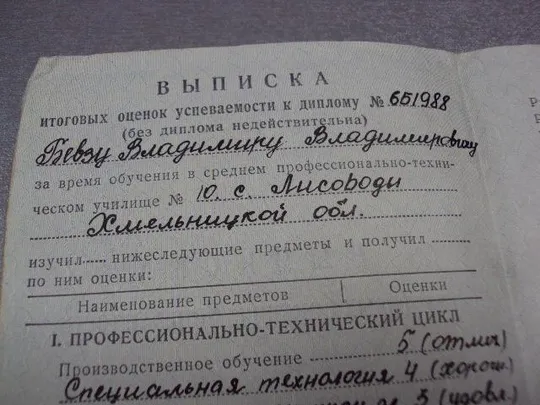 ВЫПИСКА
итоговых оценок успеваемости к диплому № 651988
(без диплома недействительна)
Бевзу Владимиру Владимировичу
за время обучения в среднем профессионально-техни-
ческом училище № 10. с. Лисоводи
Хмельницкой обл.
изучил...... нижеследующие предметы и получил
по ним оценки:
Наименование предметов Оценки
I. ПРОФЕССИОНАЛЬНО-ТЕХНИЧЕСКИЙ ЦИКЛ
Производственное обучение 5 (отлич)
Специальная технология 4 (хорош.)
3 (удовл.